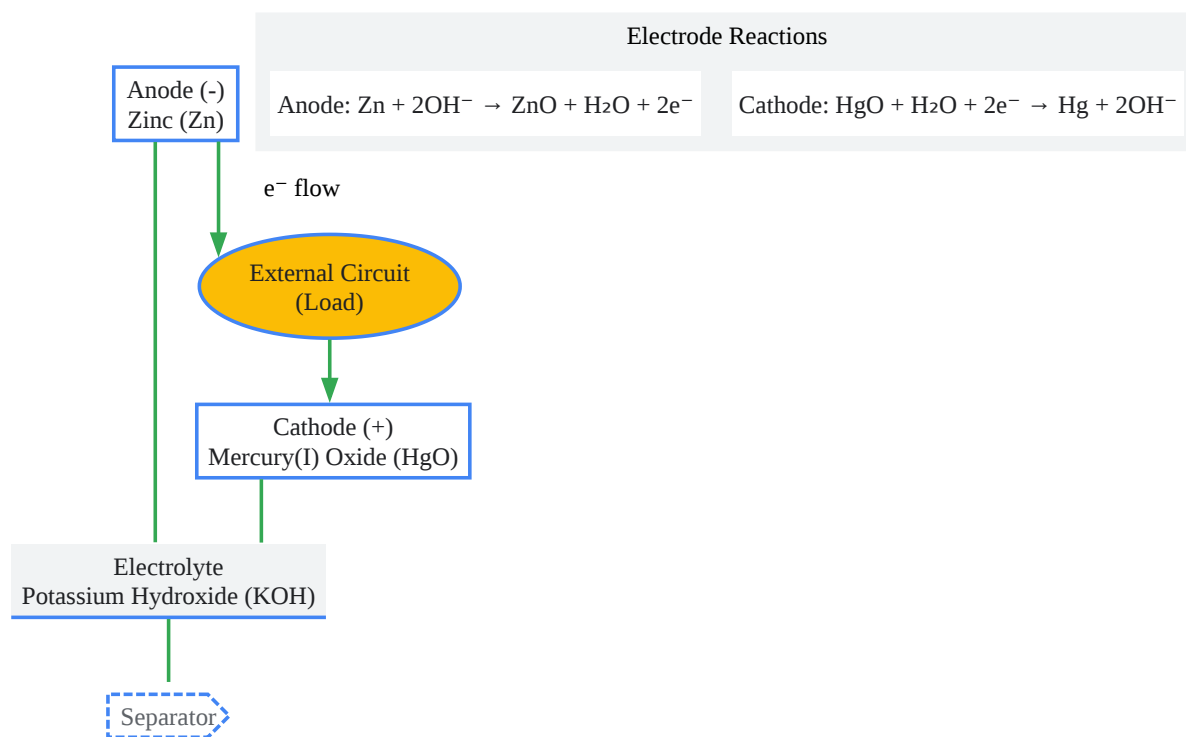 Electrode Reactions
Anode: Zn + 2OH⁻ → ZnO + H₂O + 2e⁻
Cathode: HgO + H₂O + 2e⁻ → Hg + 2OH⁻
Anode (-)
Zinc (Zn)
e⁻ flow
External Circuit
(Load)
Cathode (+)
Mercury(I) Oxide (HgO)
Electrolyte
Potassium Hydroxide (KOH)
Separator